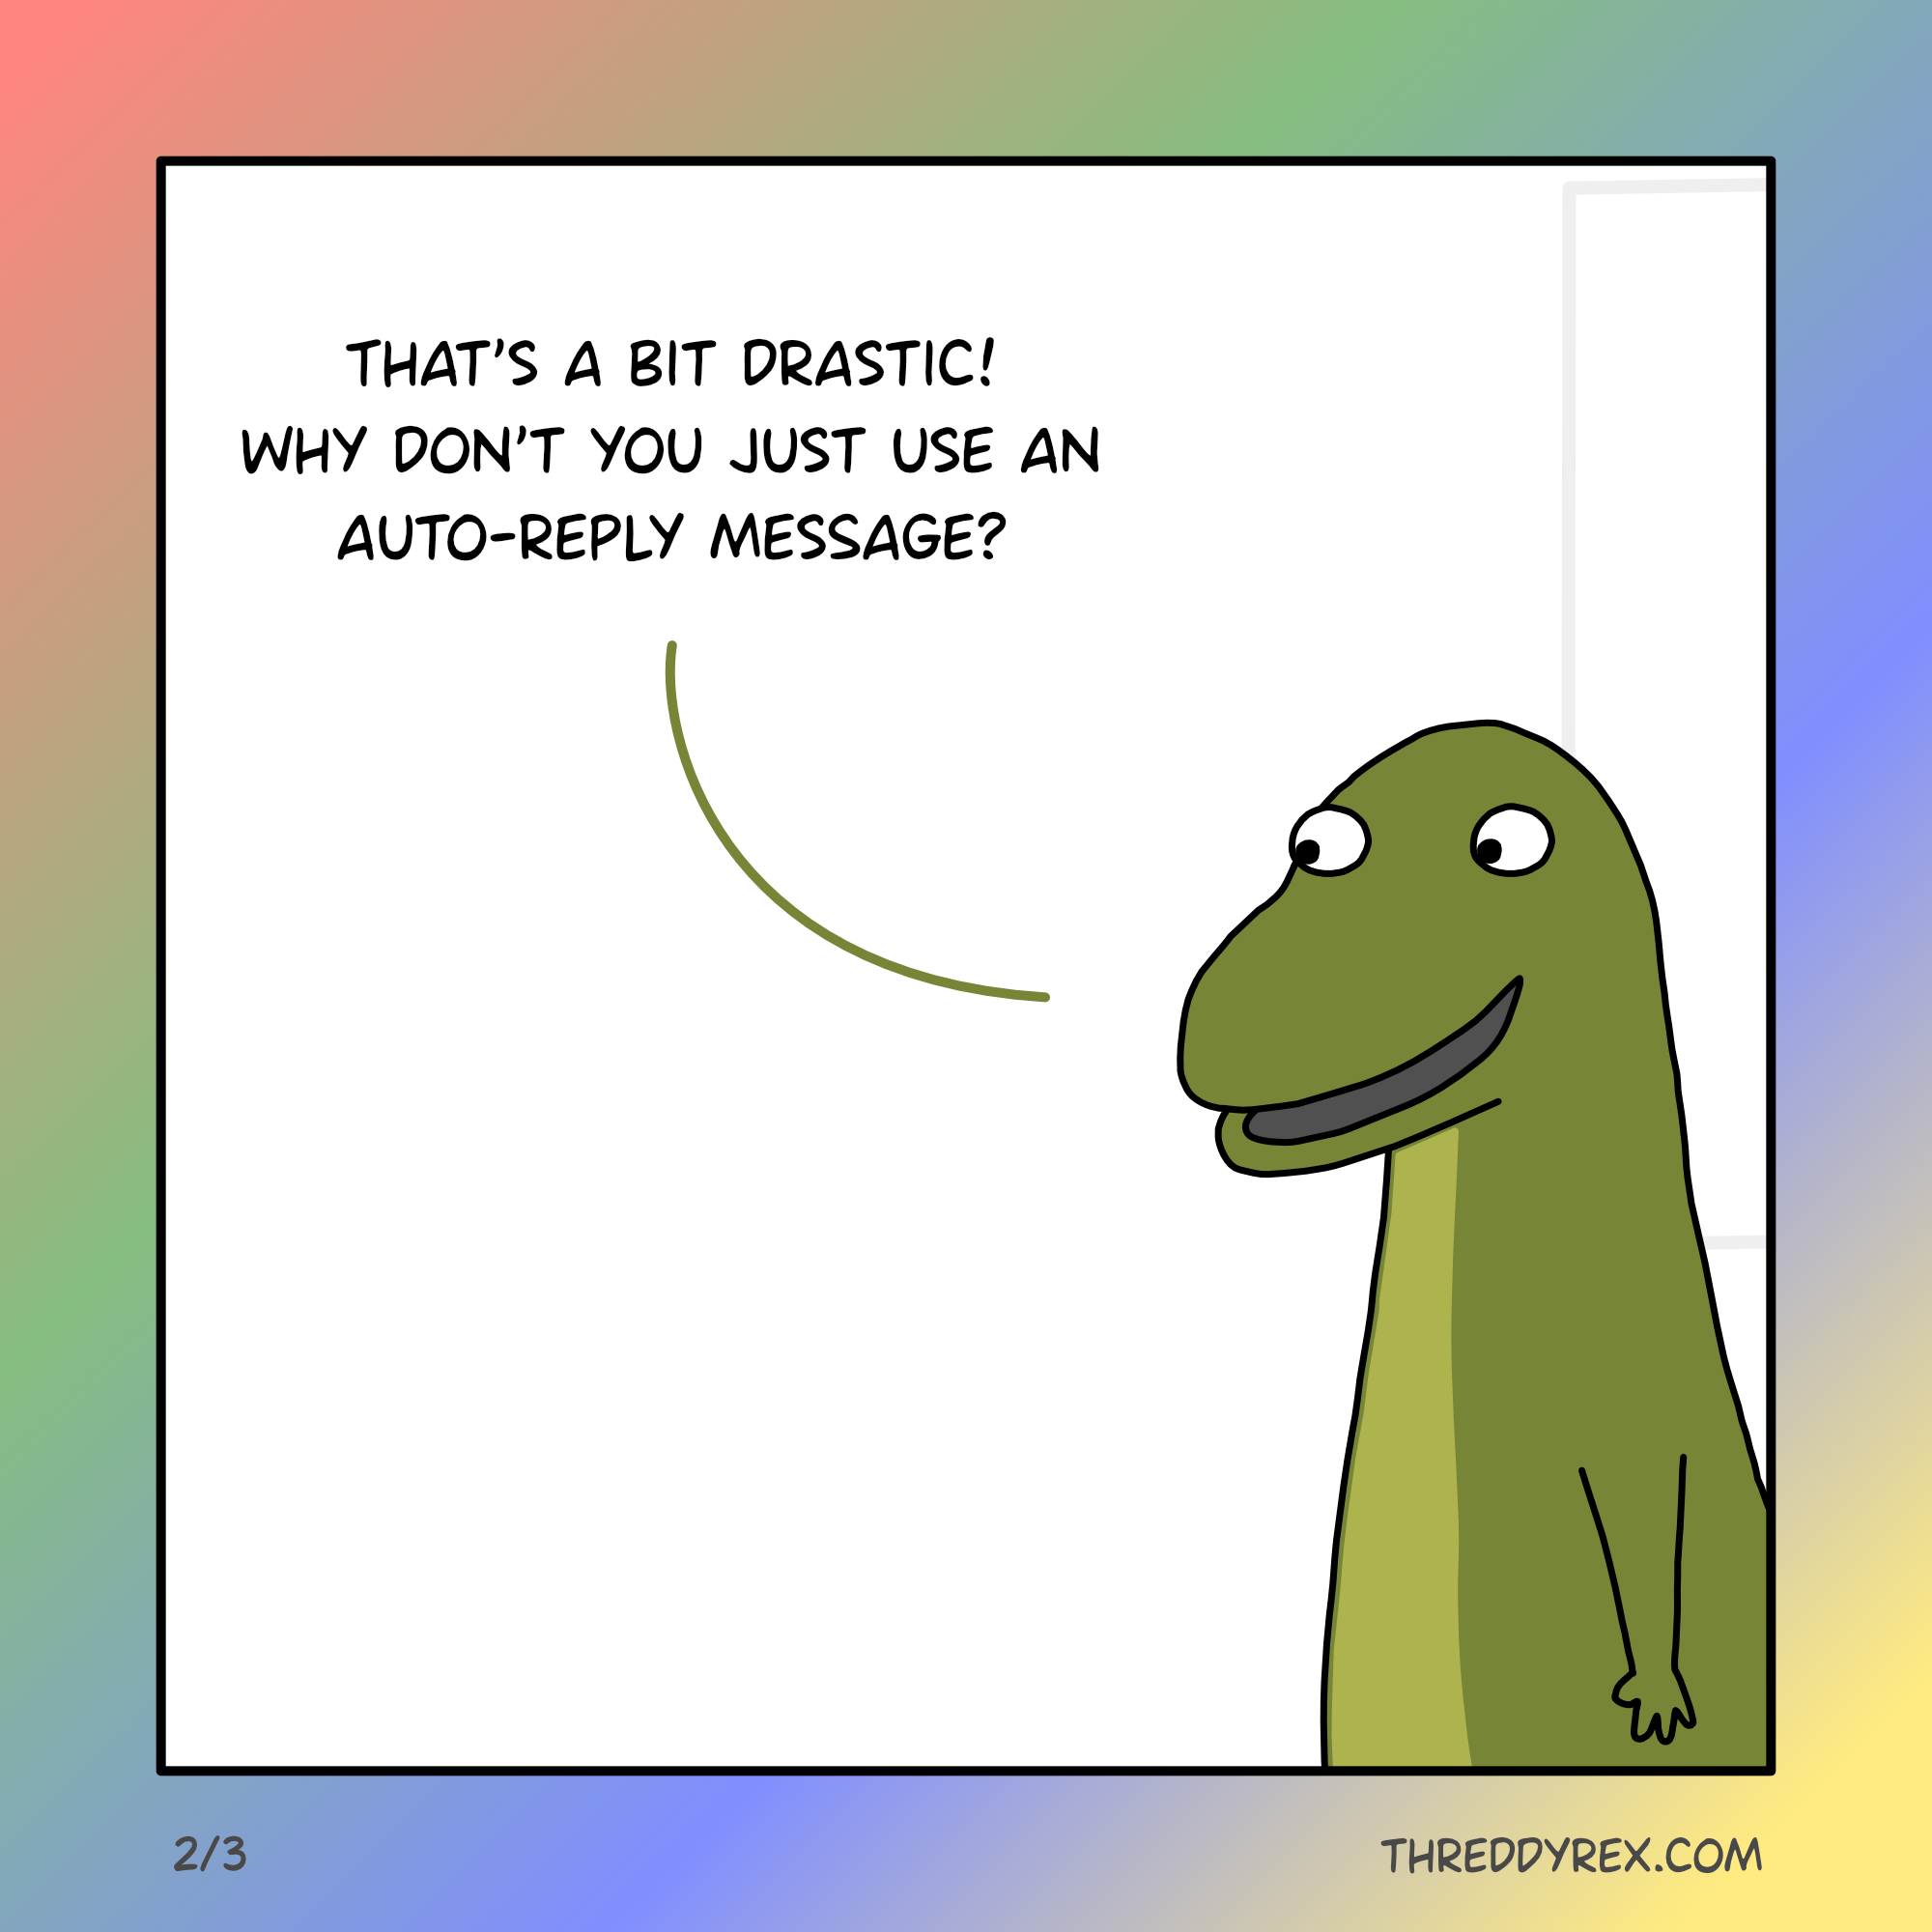 THAT'S A BIT DRASTIC!
WHY DON'T YOU JUST USE AN
AUTO-REPLY MESSAGE?
2/3
THREDDYREX.COM